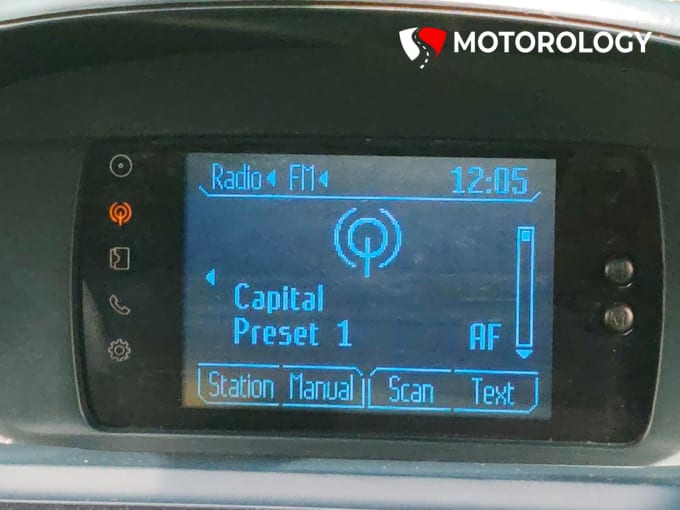 MOTOROLOGY
Radio FM 12:05
Capital
Preset 1 AF
Station Manual Scan Text